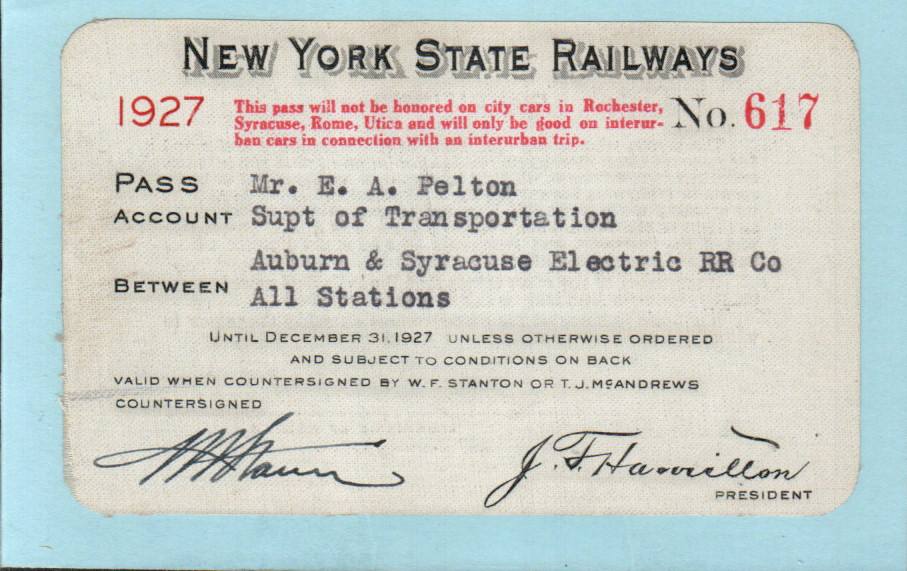 NEW YORK STATE RAILWAYS
1927
This pass will not be honored on city cars in Rochester,
Syracuse, Rome, Utica and will only be good on interur-
ban cars in connection with an interurban trip.
No. 617
PASS Mr. E. A. Pelton
ACCOUNT Supt of Transportation
Auburn & Syracuse Electric RR Co
BETWEEN All Stations
UNTIL DECEMBER 31, 1927 UNLESS OTHERWISE ORDERED
AND SUBJECT TO CONDITIONS ON BACK
VALID WHEN COUNTERSIGNED BY W. F. STANTON OR T. J. McANDREWS
COUNTERSIGNED
J. F. Hamilton
PRESIDENT